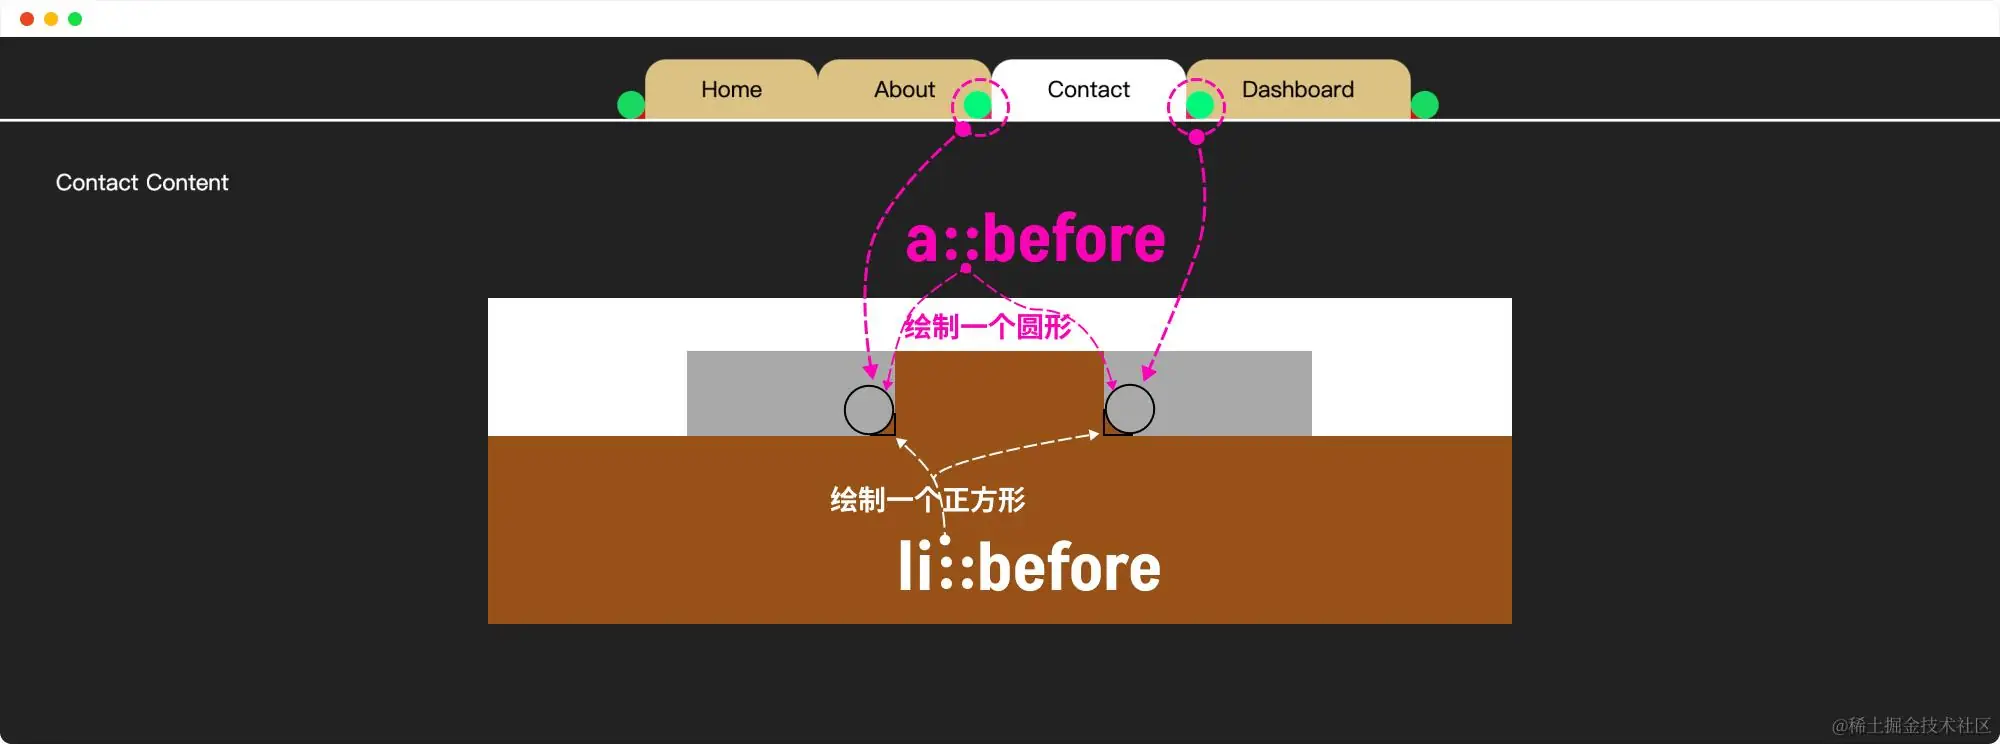 Home
About
Contact
Dashboard
Contact Content
a::before
绘制一个圆形
绘制一个正方形
li::before
@稀土掘金技术社区